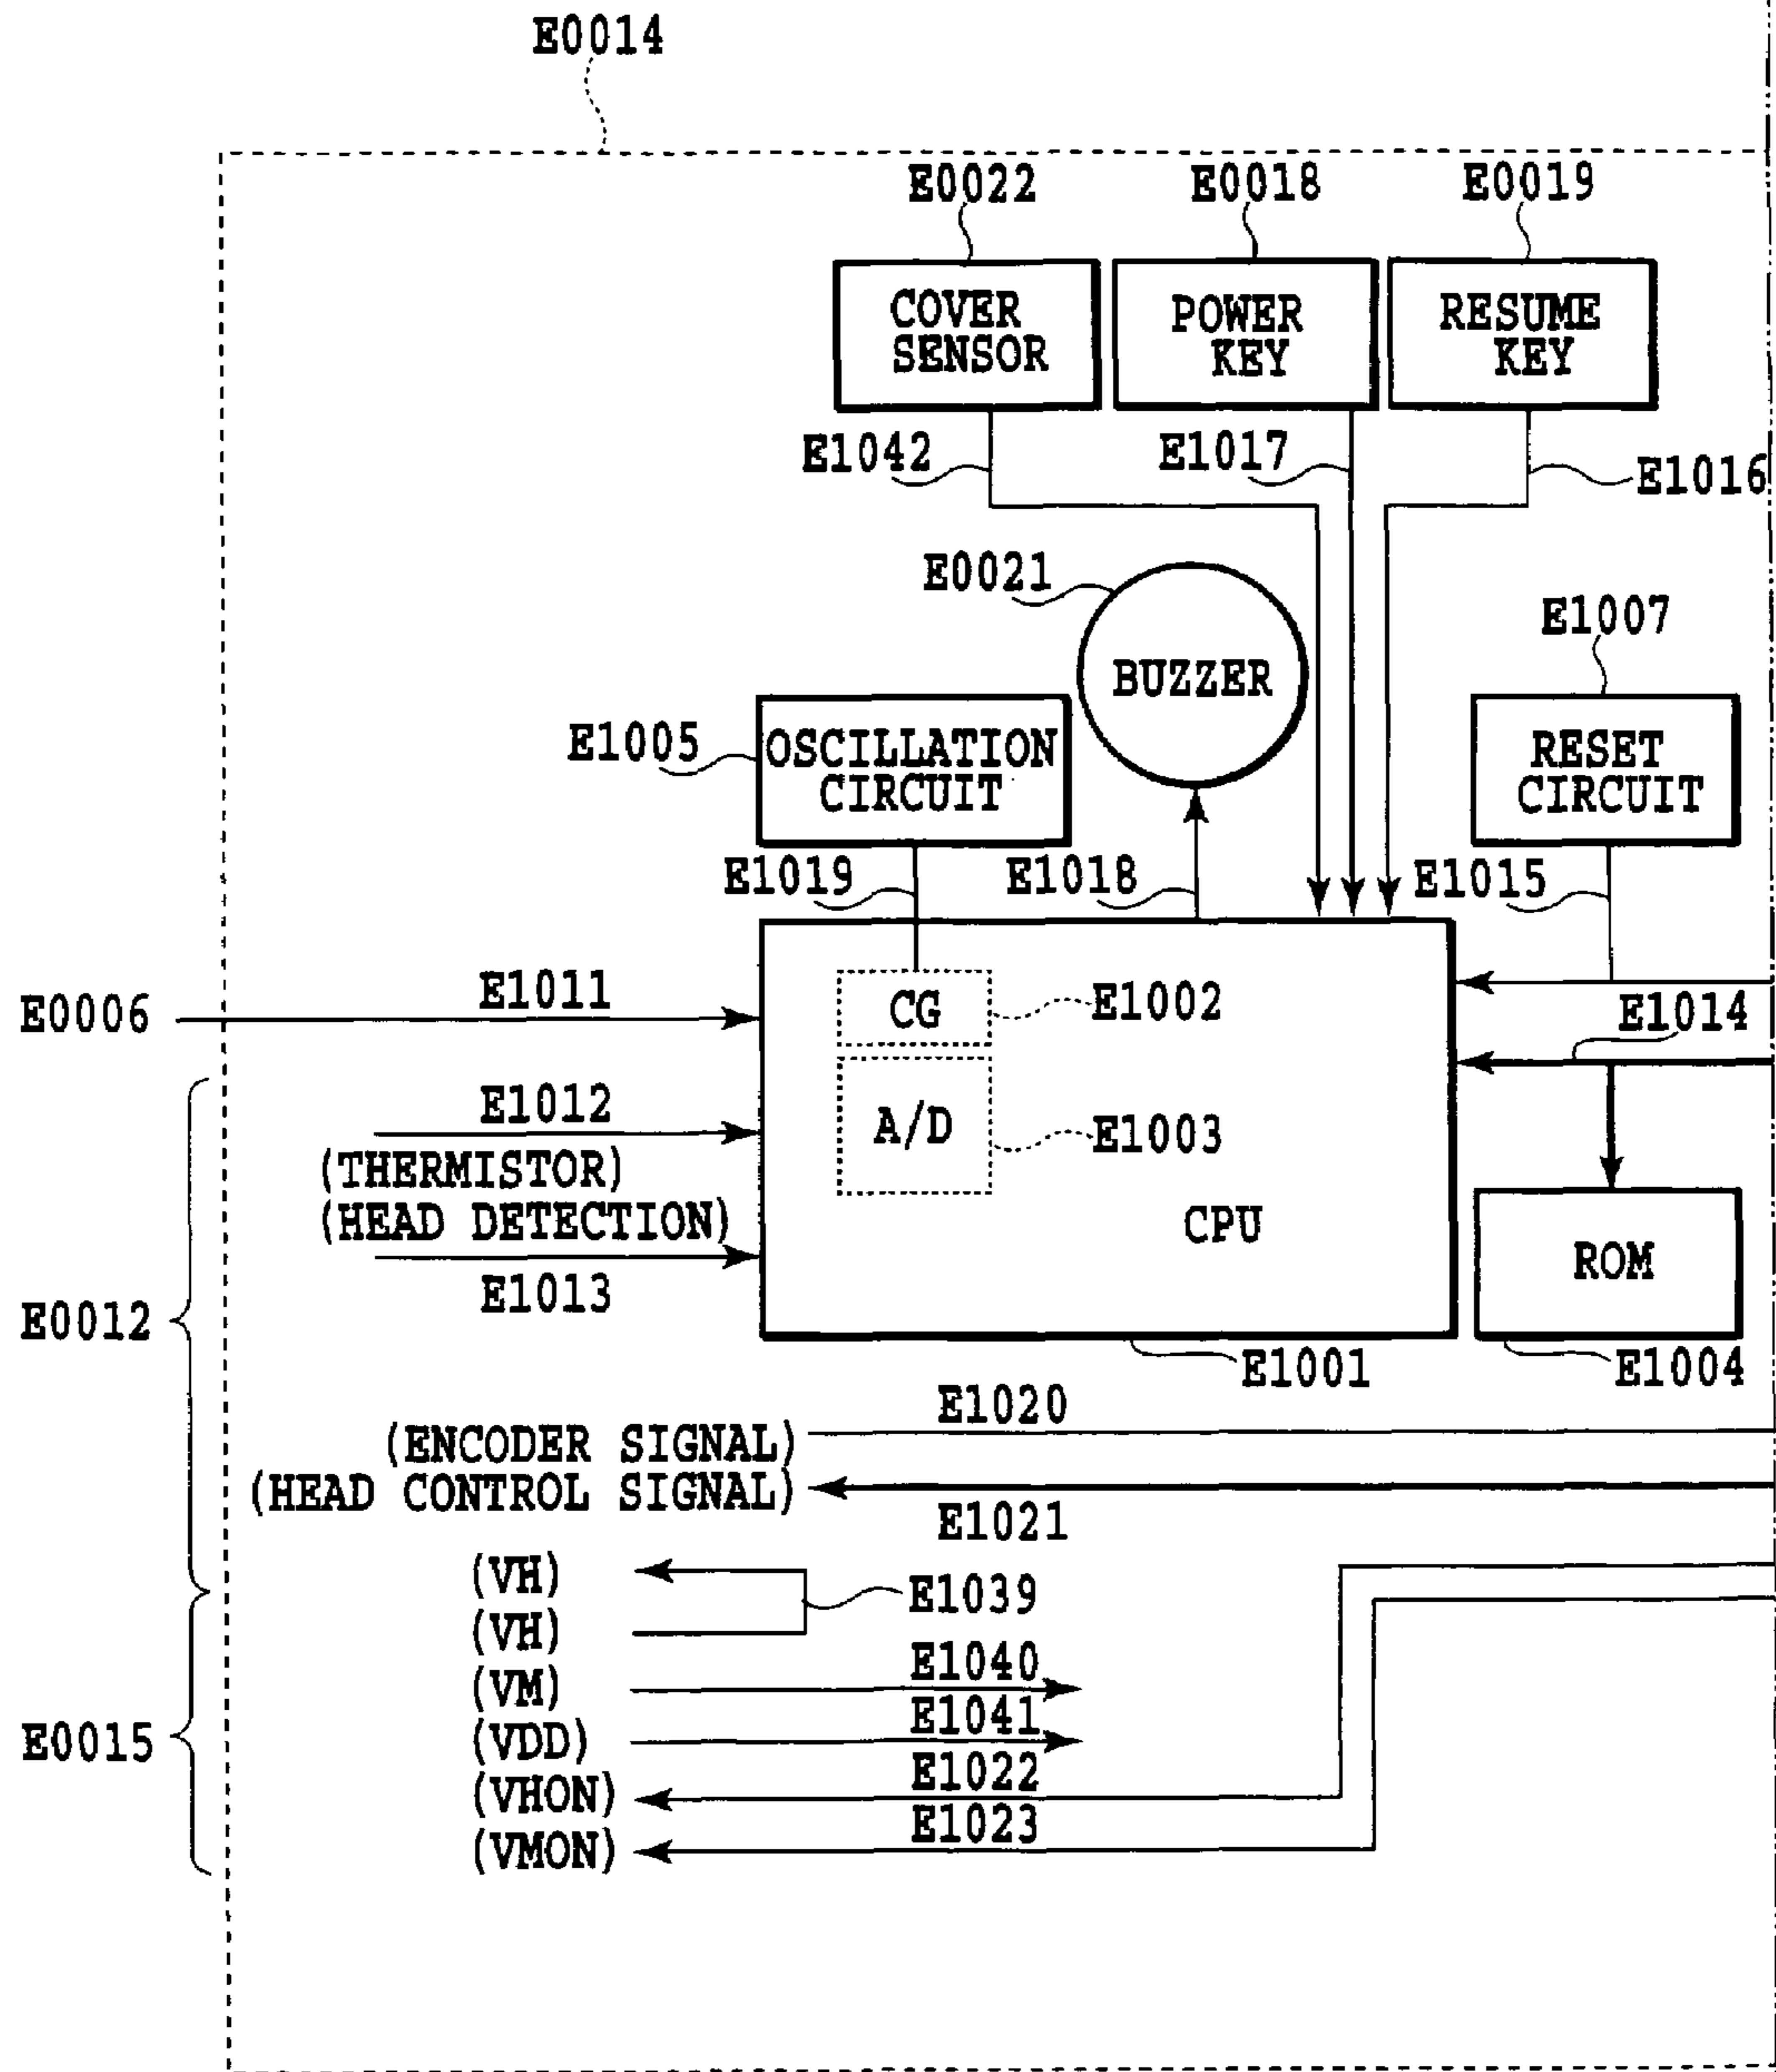 E0014
E0022 E0018 E0019
COVER SENSOR
POWER KEY
RESUME KEY
E1042 E1017 E1016
E0021
BUZZER
E1007
E1005
OSCILLATION CIRCUIT
RESET CIRCUIT
E1019 E1018 E1015
E0006
E1011
CG
E1002
E1014
E1012
(THERMISTOR)
A/D
E1003
(HEAD DETECTION)
E1013
CPU
ROM
E0012
E1001
E1004
E1020
(ENCODER SIGNAL)
(HEAD CONTROL SIGNAL)
E1021
(VH)
E1039
(VH)
E1040
(VM)
E1041
(VDD)
E0015
E1022
(VHON)
E1023
(VMON)